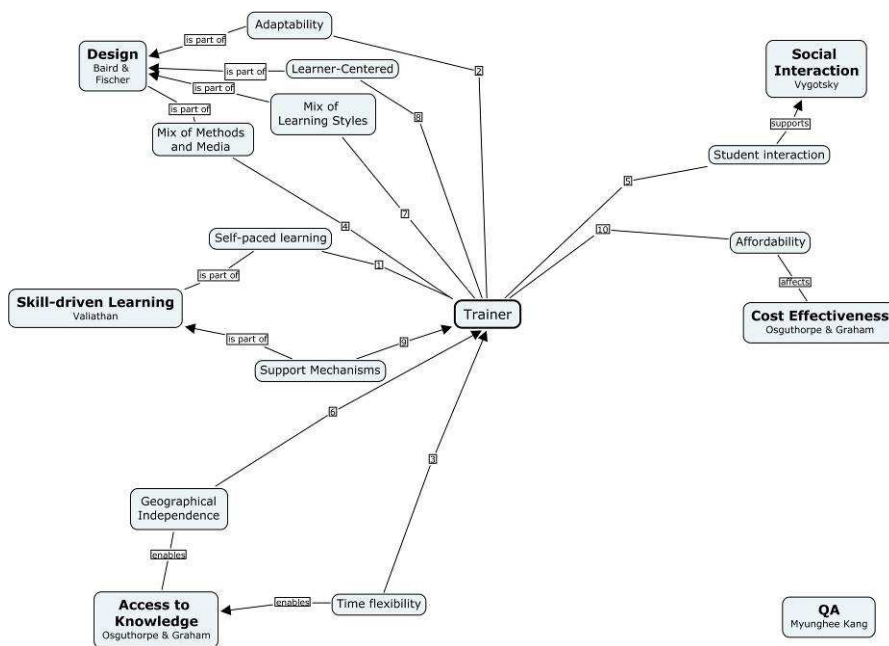 Adaptability
is part of
Design
Baird &
Fischer
is part of
Learner-Centered
2
is part of
Mix of
Learning Styles
8
is part of
Mix of Methods
and Media
Social
Interaction
Vygotsky
supports
Student interaction
5
7
4
10
Self-paced learning
Affordability
1
is part of
affects
Skill-driven Learning
Valiathan
Trainer
Cost Effectiveness
Osguthorpe & Graham
is part of
9
Support Mechanisms
6
3
Geographical
Independence
enables
Access to
Knowledge
Osguthorpe & Graham
enables
Time flexibility
QA
Myunghee Kang